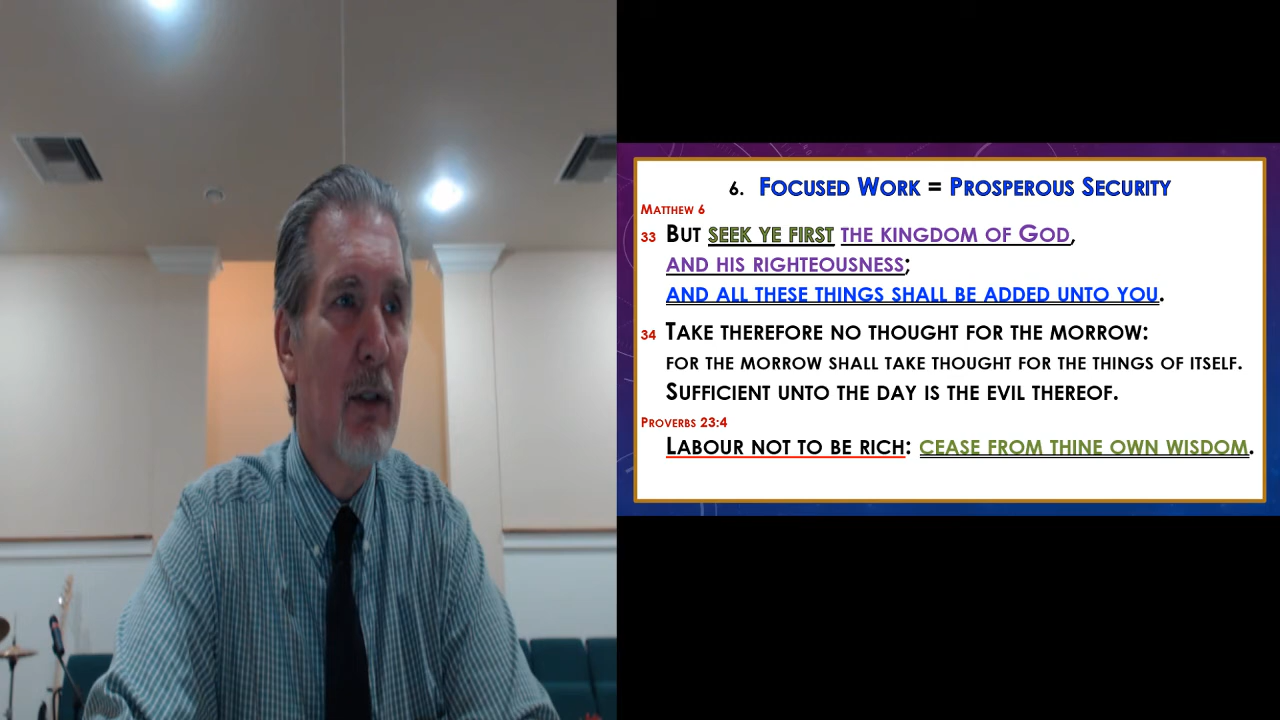 6. Focused Work = Prosperous Security
Matthew 6
33 But seek ye first the kingdom of God,
and his righteousness;
and all these things shall be added unto you.
34 Take therefore no thought for the morrow:
for the morrow shall take thought for the things of itself.
Sufficient unto the day is the evil thereof.
Proverbs 23:4
Labour not to be rich: cease from thine own wisdom.